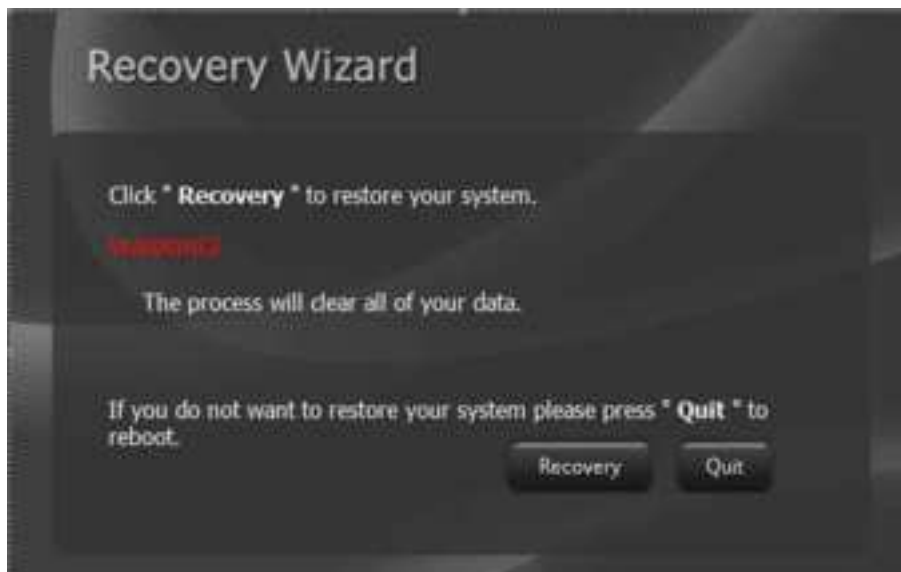 Recovery Wizard
Click " Recovery " to restore your system.
The process will clear all of your data.
If you do not want to restore your system please press " Quit " to
reboot.
Recovery
Quit